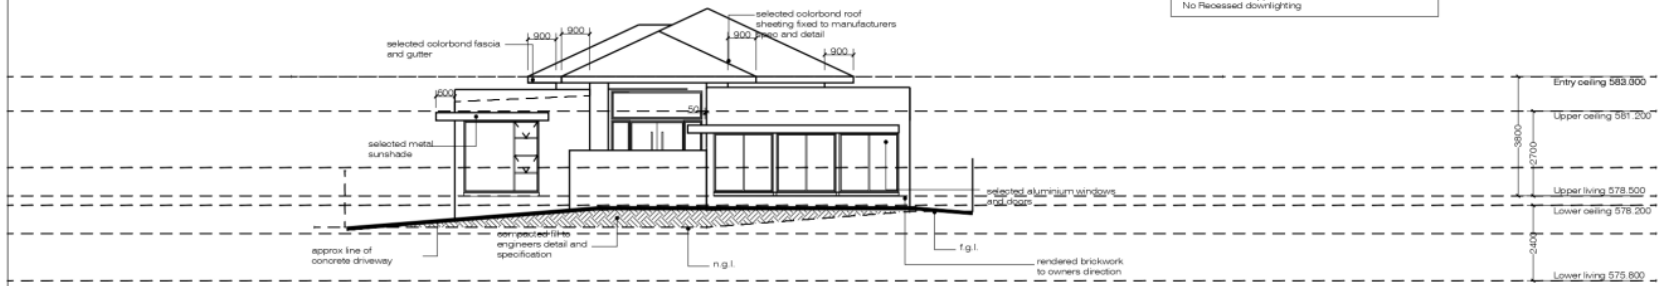 No Recessed downlighting
selected colorbond roof
sheeting fixed to manufacturers
spec and detail
selected colorbond fascia
and gutter
900
900
900
900
Entry ceiling 582.300
600
50
Upper ceiling 581.200
selected metal
sunshade
3800
2700
selected aluminium windows
and doors
Upper living 578.500
Lower ceiling 578.200
compacted fill to
engineers detail and
specification
approx line of
concrete driveway
f.g.l.
n.g.l.
rendered brickwork
to owners direction
2400
Lower living 575.800